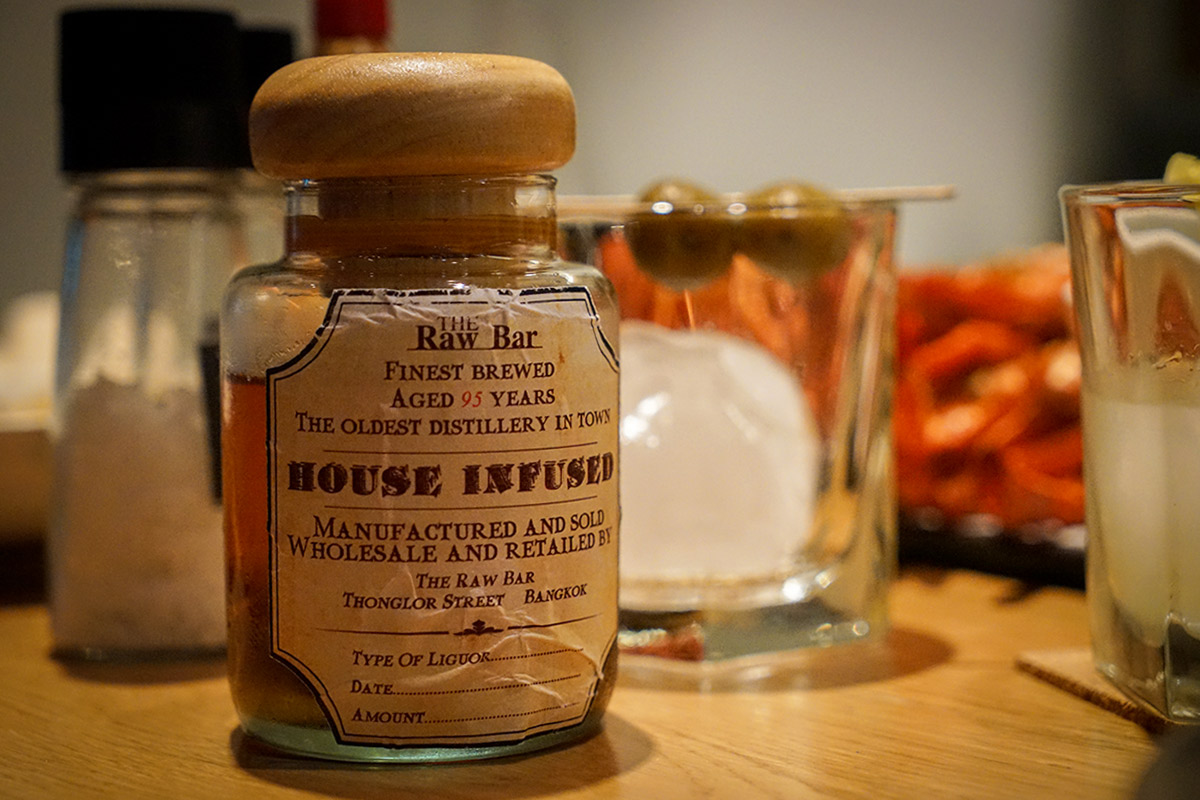 THE
Raw Bar
FINEST BREWED
AGED 95 YEARS
THE OLDEST DISTILLERY IN TOWN
HOUSE INFUSED
MANUFACTURED AND SOLD
WHOLESALE AND RETAILED BY
THE RAW BAR
THONGLOR STREET BANGKOK
TYPE OF LIGUOR
DATE
AMOUNT